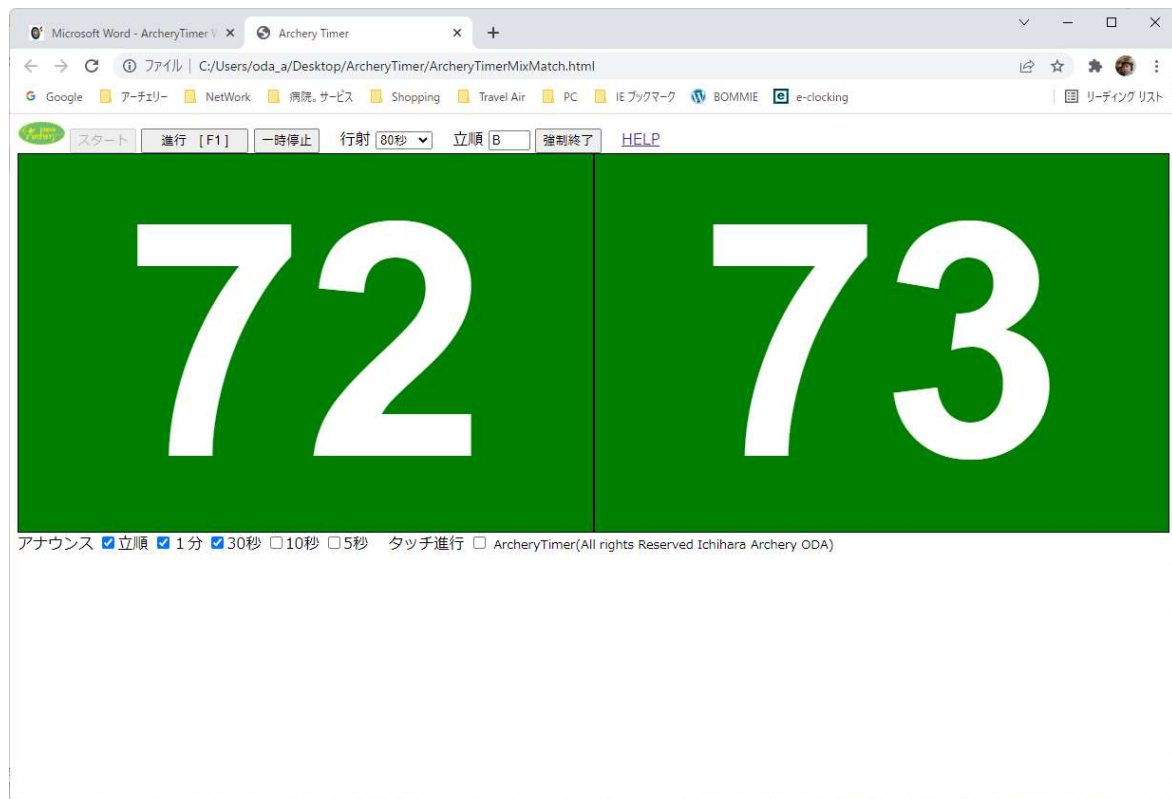 Microsoft Word - ArcheryTimer
Archery Timer
ファイル | C:/Users/oda_a/Desktop/ArcheryTimer/ArcheryTimerMixMatch.html
Google アーチェリー NetWork 病院。サービス Shopping Travel Air PC IE ブックマーク BOMMIE e-clocking リーディング リスト
スタート 進行 [F1] 一時停止 行射 80秒 立順 B 強制終了 HELP
72 73
アナウンス 立順 1分 30秒 10秒 5秒 タッチ進行 ArcheryTimer(All rights Reserved Ichihara Archery ODA)